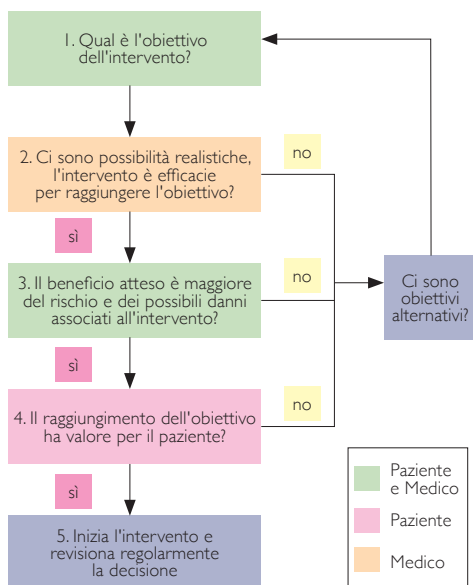 1. Qual è l'obiettivo
dell'intervento?
2. Ci sono possibilità realistiche,
l'intervento è efficacie
per raggiungere l'obiettivo?
no
sì
3. Il beneficio atteso è maggiore
del rischio e dei possibili danni
associati all'intervento?
no
Ci sono
obiettivi
alternativi?
sì
4. Il raggiungimento dell'obiettivo
ha valore per il paziente?
no
sì
5. Inizia l'intervento e
revisiona regolarmente
la decisione
Paziente
e Medico
Paziente
Medico